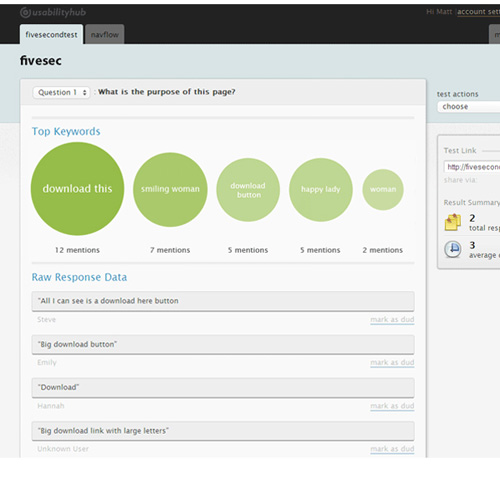 usabilityhub
Hi Matt account set
fivesecondtest navflow
fivesec
Question 1 : What is the purpose of this page?
test actions
choose
Top Keywords
download this
smiling woman
download
button
happy lady
woman
12 mentions 7 mentions 5 mentions 5 mentions 2 mentions
Test Link
http://fivesecond
share via:
Result Summary
2
total resp
3
average
Raw Response Data
"All I can see is a download here button
Steve mark as dud
"Big download button"
Emily mark as dud
"Download"
Hannah mark as dud
"Big download link with large letters"
Unknown User mark as dud